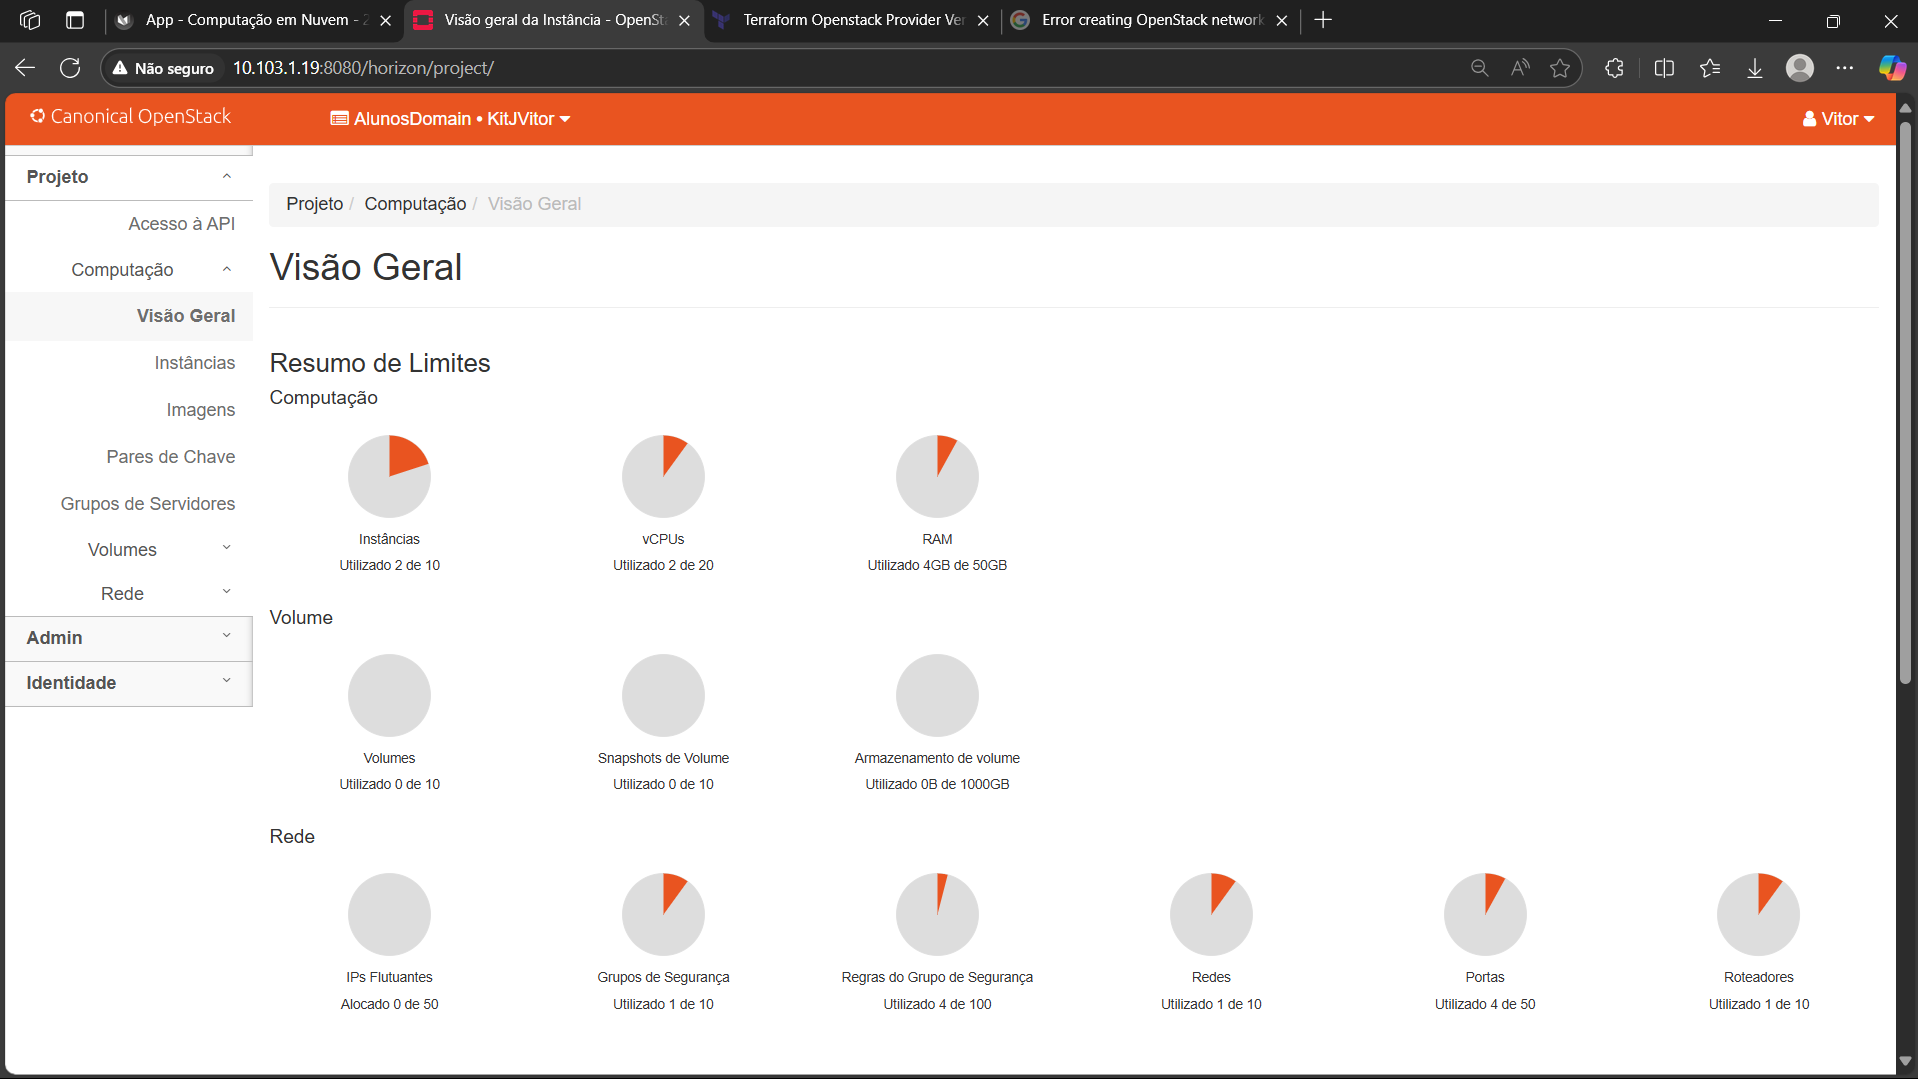 App - Computação em Nuvem - 2
Visão geral da Instância - OpenSta
Terraform Openstack Provider Ver
Error creating OpenStack network
Não seguro
10.103.1.19:8080/horizon/project/
Canonical OpenStack
AlunosDomain • KitJVitor
Vitor
Projeto
Acesso à API
Computação
Visão Geral
Instâncias
Imagens
Pares de Chave
Grupos de Servidores
Volumes
Rede
Admin
Identidade
Projeto / Computação / Visão Geral
Visão Geral
Resumo de Limites
Computação
Instâncias
Utilizado 2 de 10
vCPUs
Utilizado 2 de 20
RAM
Utilizado 4GB de 50GB
Volume
Volumes
Utilizado 0 de 10
Snapshots de Volume
Utilizado 0 de 10
Armazenamento de volume
Utilizado 0B de 1000GB
Rede
IPs Flutuantes
Alocado 0 de 50
Grupos de Segurança
Utilizado 1 de 10
Regras do Grupo de Segurança
Utilizado 4 de 100
Redes
Utilizado 1 de 10
Portas
Utilizado 4 de 50
Roteadores
Utilizado 1 de 10